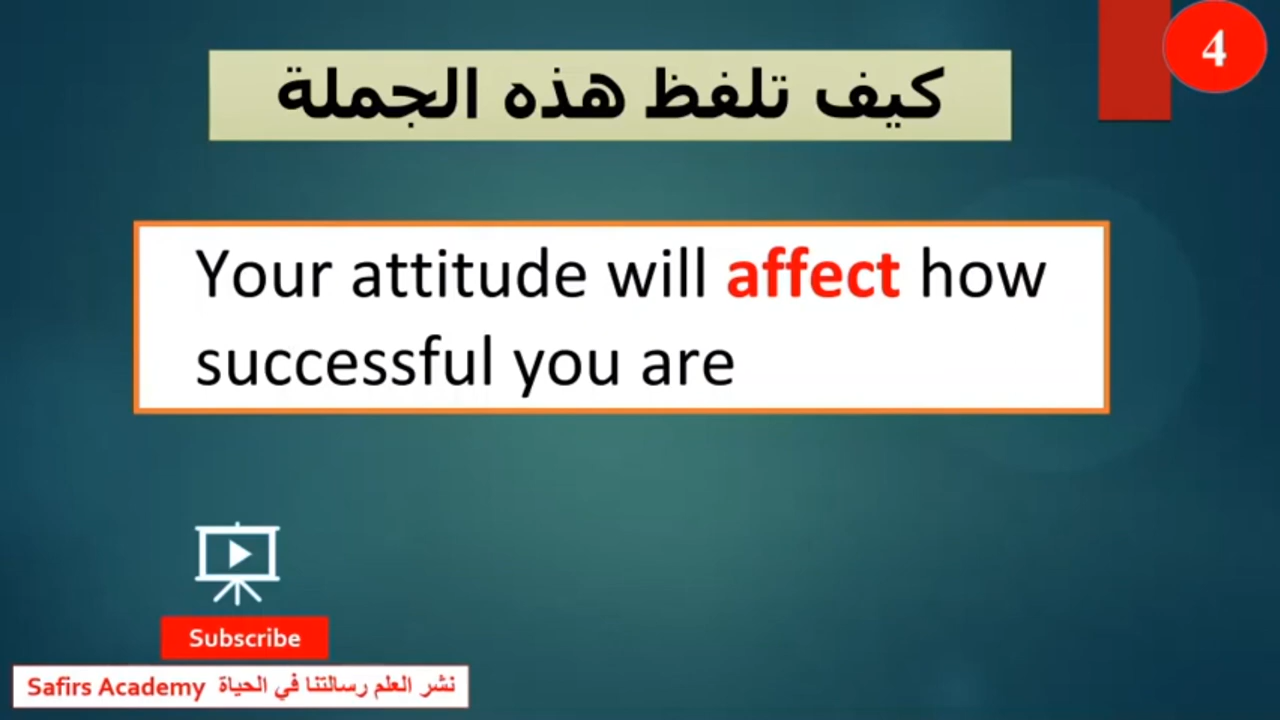 4
كيف تلفظ هذه الجملة
Your attitude will affect how
successful you are
Subscribe
Safirs Academy نشر العلم رسالتنا في الحياة